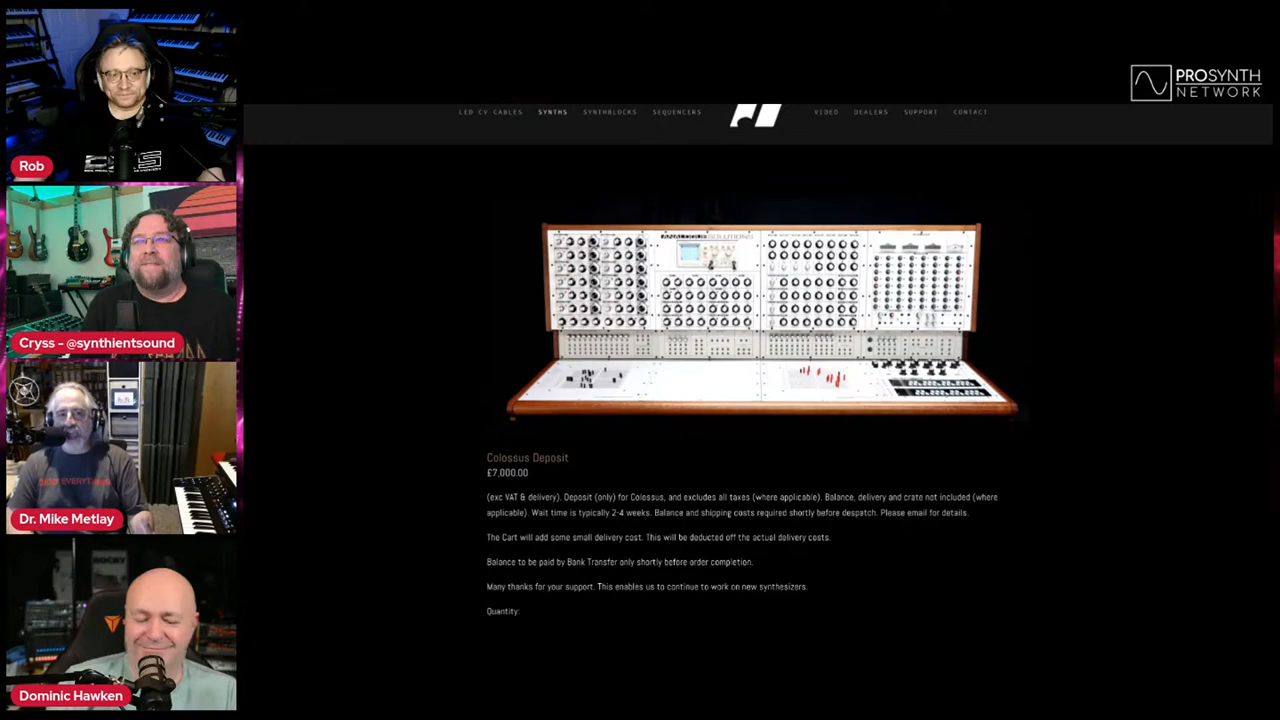 PROSYNTH
NETWORK
LED CV CABLES SYNTHS SYNTHBLOCKS SEQUENCERS VIDEO DEALERS SUPPORT CONTACT
Rob
Cryss - @synthientsound
Dr. Mike Metlay
Dominic Hawken
ANALOGUE SOLUTIONS
Colossus Deposit
£7,000.00
(exc VAT & delivery). Deposit (only) for Colossus, and excludes all taxes (where applicable). Balance, delivery and crate not included (where
applicable). Wait time is typically 2-4 weeks. Balance and shipping costs required shortly before despatch. Please email for details.
The Cart will add some small delivery cost. This will be deducted off the actual delivery costs.
Balance to be paid by Bank Transfer only shortly before order completion.
Many thanks for your support. This enables us to continue to work on new synthesizers.
Quantity: